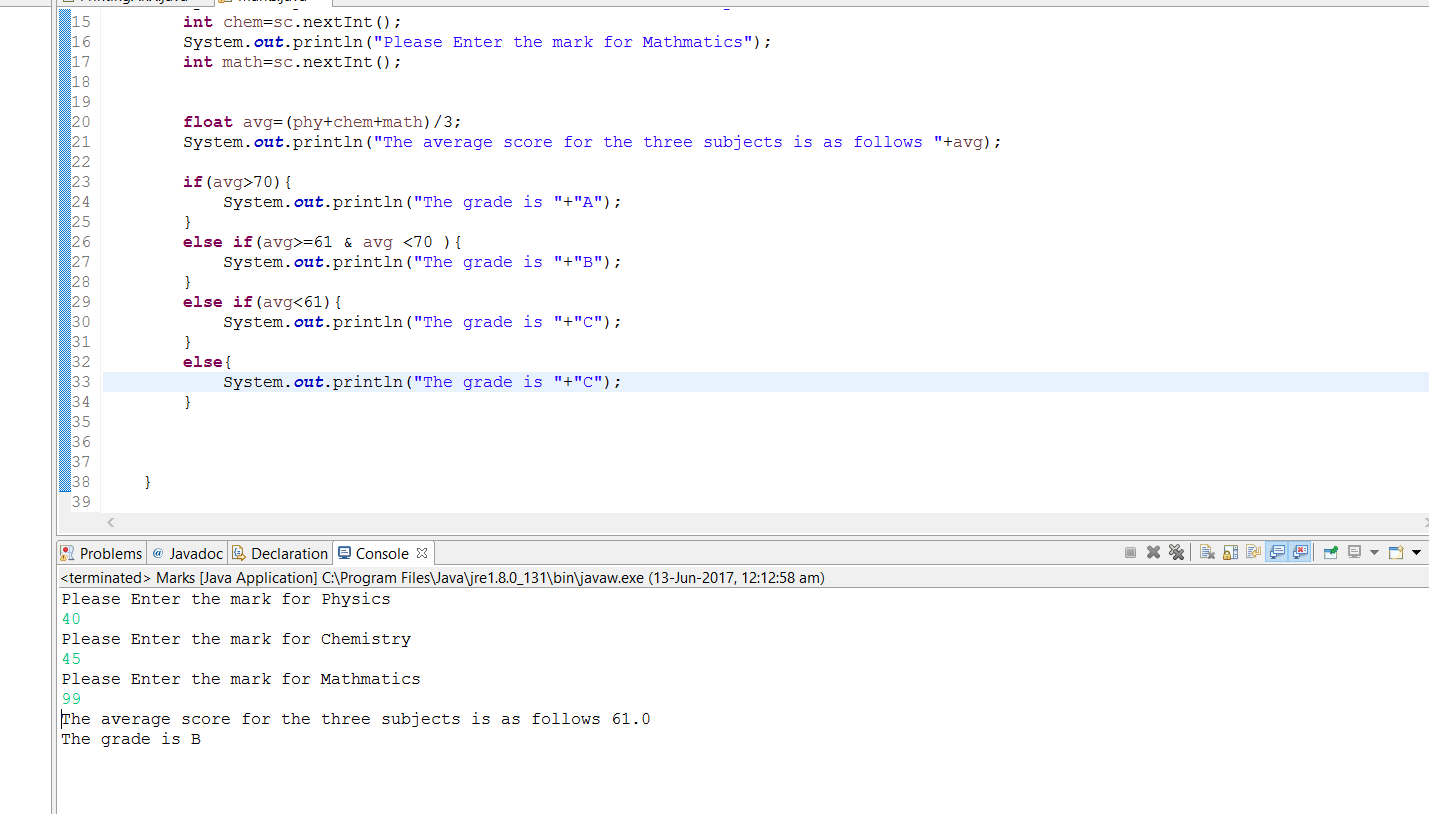 15 int chem=sc.nextInt();
16 System.out.println("Please Enter the mark for Mathmatics");
17 int math=sc.nextInt();
18
19
20 float avg=(phy+chem+math)/3;
21 System.out.println("The average score for the three subjects is as follows "+avg);
22
23 if(avg>70){
24 System.out.println("The grade is "+"A");
25 }
26 else if(avg>=61 & avg <70 ){
27 System.out.println("The grade is "+"B");
28 }
29 else if(avg<61){
30 System.out.println("The grade is "+"C");
31 }
32 else{
33 System.out.println("The grade is "+"C");
34 }
35
36
37
38 }
39
Problems @ Javadoc Declaration Console
<terminated> Marks [Java Application] C:\Program Files\Java\jre1.8.0_131\bin\javaw.exe (13-Jun-2017, 12:12:58 am)
Please Enter the mark for Physics
40
Please Enter the mark for Chemistry
45
Please Enter the mark for Mathmatics
99
The average score for the three subjects is as follows 61.0
The grade is B